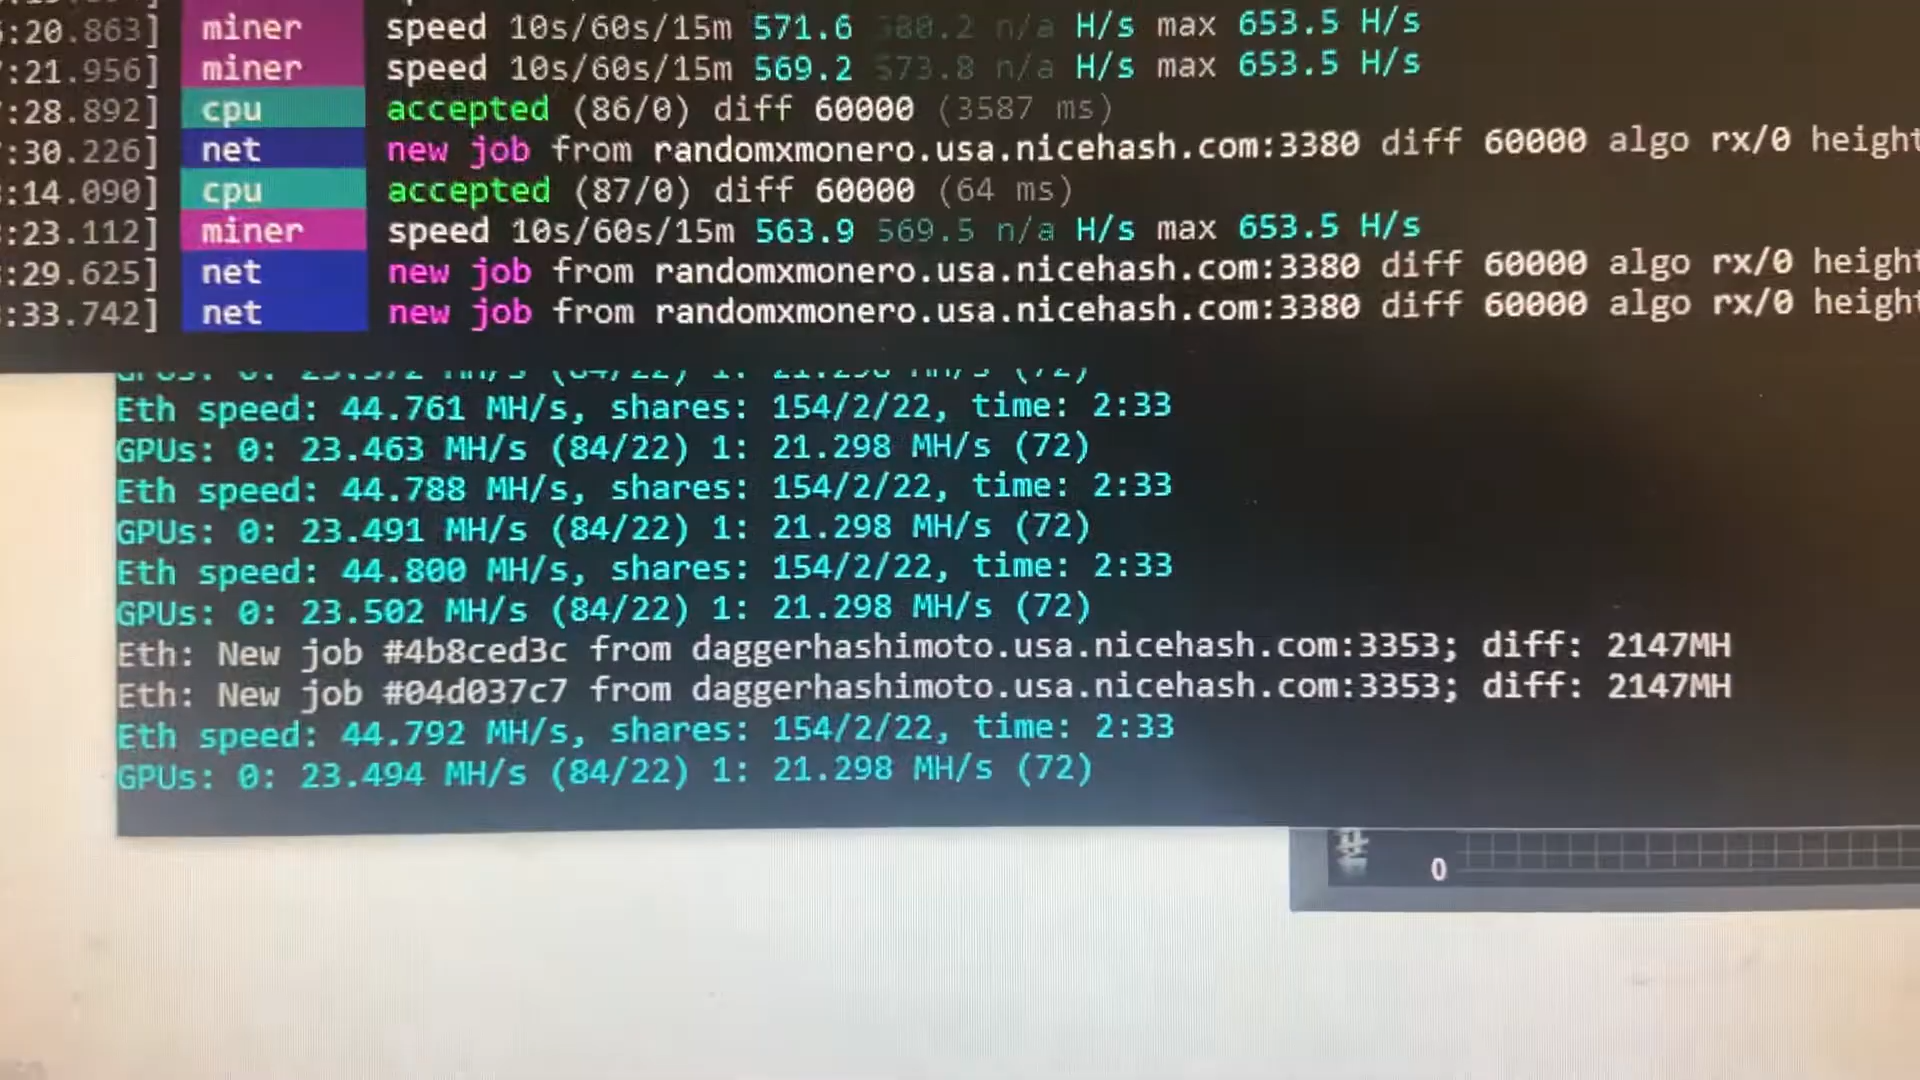 :20.863] miner speed 10s/60s/15m 571.6 580.2 n/a H/s max 653.5 H/s
:21.956] miner speed 10s/60s/15m 569.2 573.8 n/a H/s max 653.5 H/s
:28.892] cpu accepted (86/0) diff 60000 (3587 ms)
:30.226] net new job from randomxmonero.usa.nicehash.com:3380 diff 60000 algo rx/0 height
:14.090] cpu accepted (87/0) diff 60000 (64 ms)
:23.112] miner speed 10s/60s/15m 563.9 569.5 n/a H/s max 653.5 H/s
:29.625] net new job from randomxmonero.usa.nicehash.com:3380 diff 60000 algo rx/0 height
:33.742] net new job from randomxmonero.usa.nicehash.com:3380 diff 60000 algo rx/0 height
Eth speed: 44.761 MH/s, shares: 154/2/22, time: 2:33
GPUs: 0: 23.463 MH/s (84/22) 1: 21.298 MH/s (72)
Eth speed: 44.788 MH/s, shares: 154/2/22, time: 2:33
GPUs: 0: 23.491 MH/s (84/22) 1: 21.298 MH/s (72)
Eth speed: 44.800 MH/s, shares: 154/2/22, time: 2:33
GPUs: 0: 23.502 MH/s (84/22) 1: 21.298 MH/s (72)
Eth: New job #4b8ced3c from daggerhashimoto.usa.nicehash.com:3353; diff: 2147MH
Eth: New job #04d037c7 from daggerhashimoto.usa.nicehash.com:3353; diff: 2147MH
Eth speed: 44.792 MH/s, shares: 154/2/22, time: 2:33
GPUs: 0: 23.494 MH/s (84/22) 1: 21.298 MH/s (72)
0